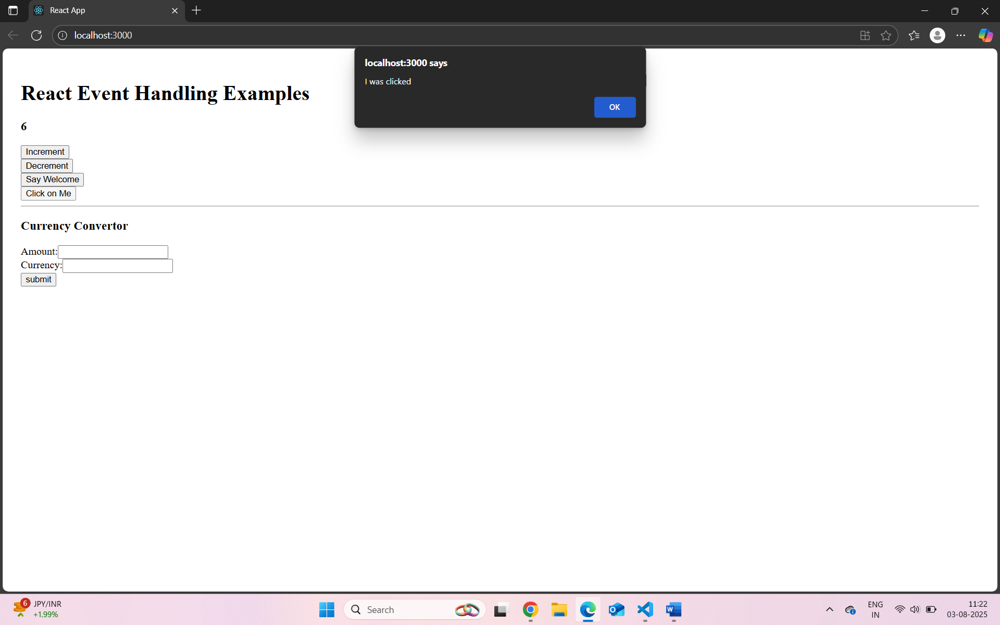 React App
localhost:3000
localhost:3000 says
I was clicked
OK
React Event Handling Examples
6
Increment
Decrement
Say Welcome
Click on Me
Currency Convertor
Amount:
Currency:
submit
6
JPY/INR
+1.99%
Search
ENG
IN
11:22
03-08-2025